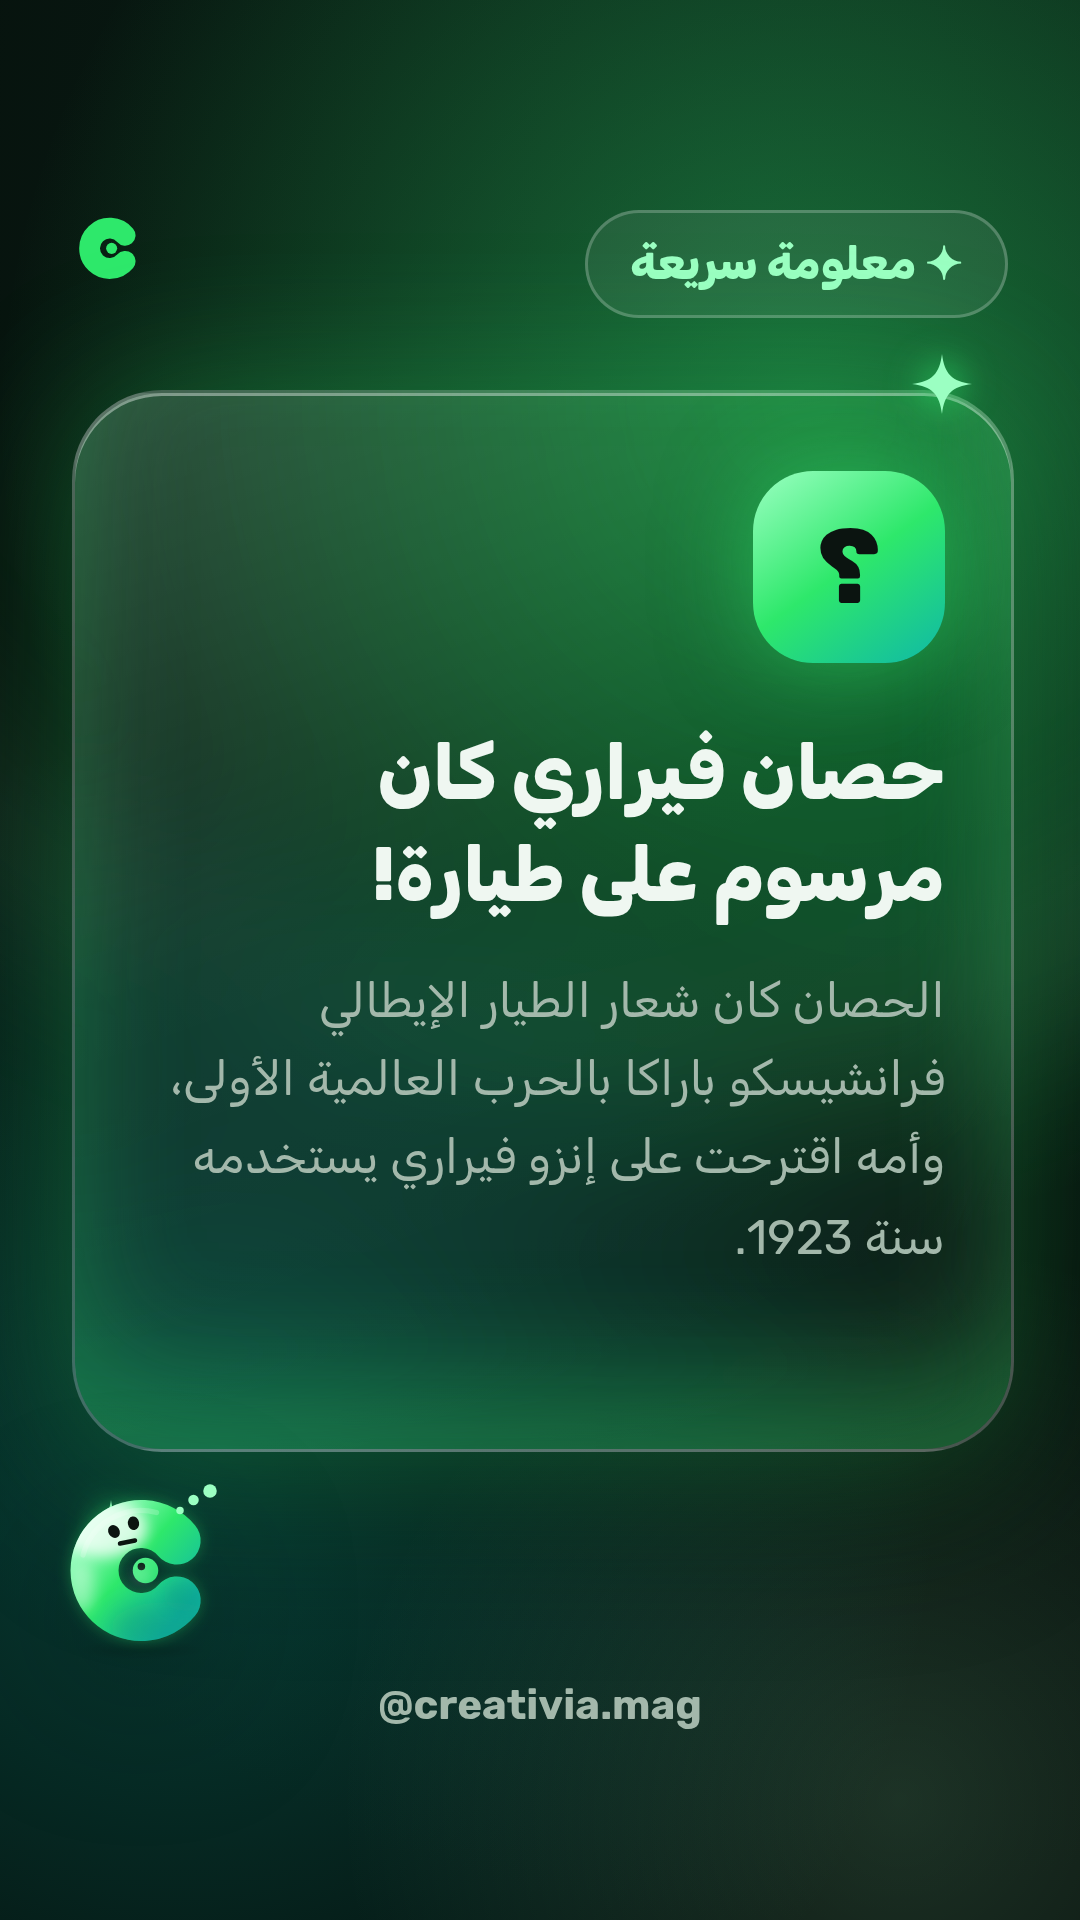 ✦ معلومة سريعة
؟
حصان فيراري كان
مرسوم على طيارة!
الحصان كان شعار الطيار الإيطالي
فرانشيسكو باراكا بالحرب العالمية الأولى،
وأمه اقترحت على إنزو فيراري يستخدمه
سنة 1923.
@creativia.mag